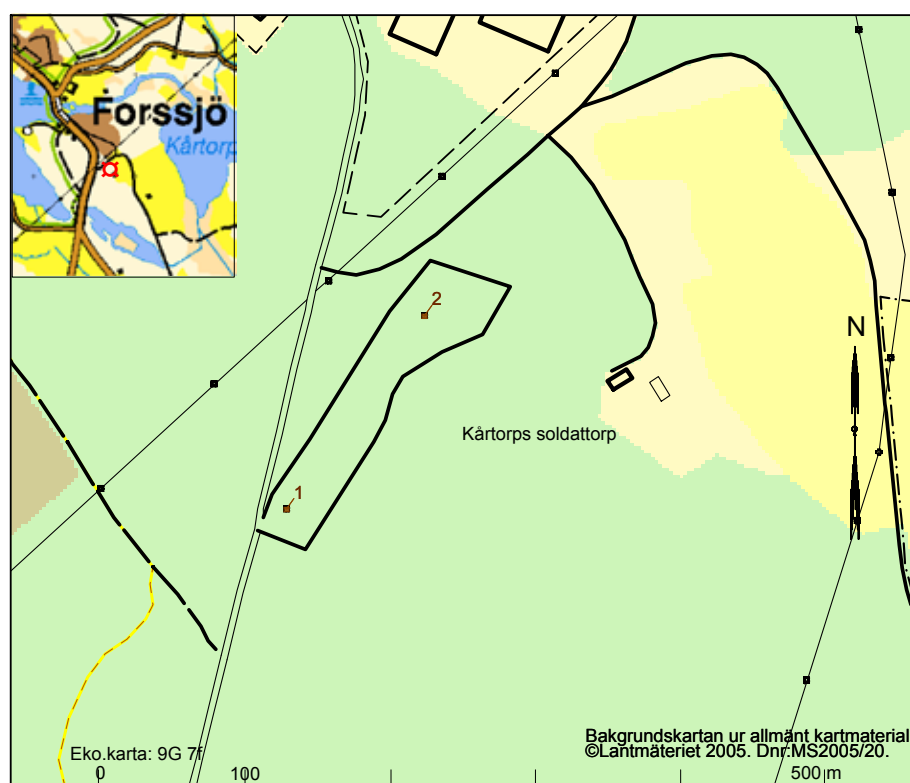 Forssjö
Kårtorp
N
2
Kårtorps soldattorp
1
Bakgrundskartan ur allmänt kartmaterial
©Lantmäteriet 2005. Dnr:MS2005/20.
Eko.karta: 9G 7f
0 100 500 m